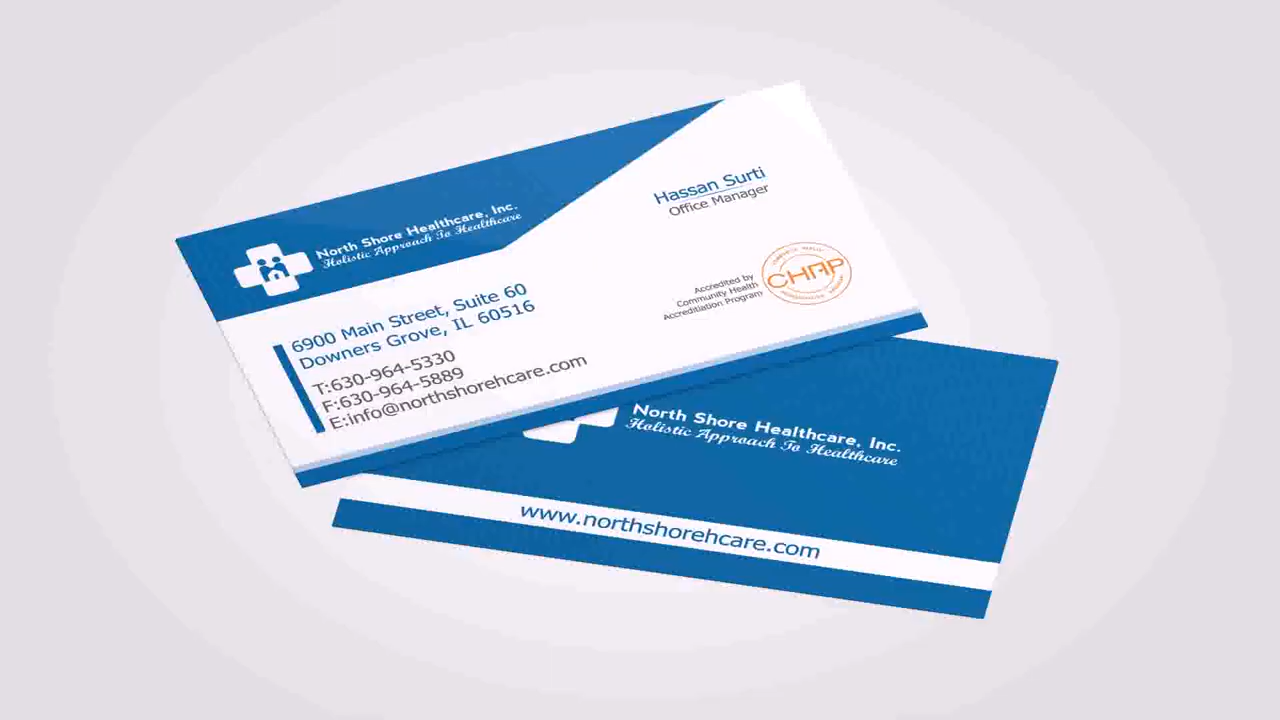 North Shore Healthcare, Inc.
Holistic Approach To Healthcare
Hassan Surti
Office Manager
6900 Main Street, Suite 60
Downers Grove, IL 60516
T:630-964-5330
F:630-964-5889
E:info@northshorehcare.com
Accredited by
Community Health
Accreditiation Program
CHAP
North Shore Healthcare, Inc.
Holistic Approach To Healthcare
www.northshorehcare.com